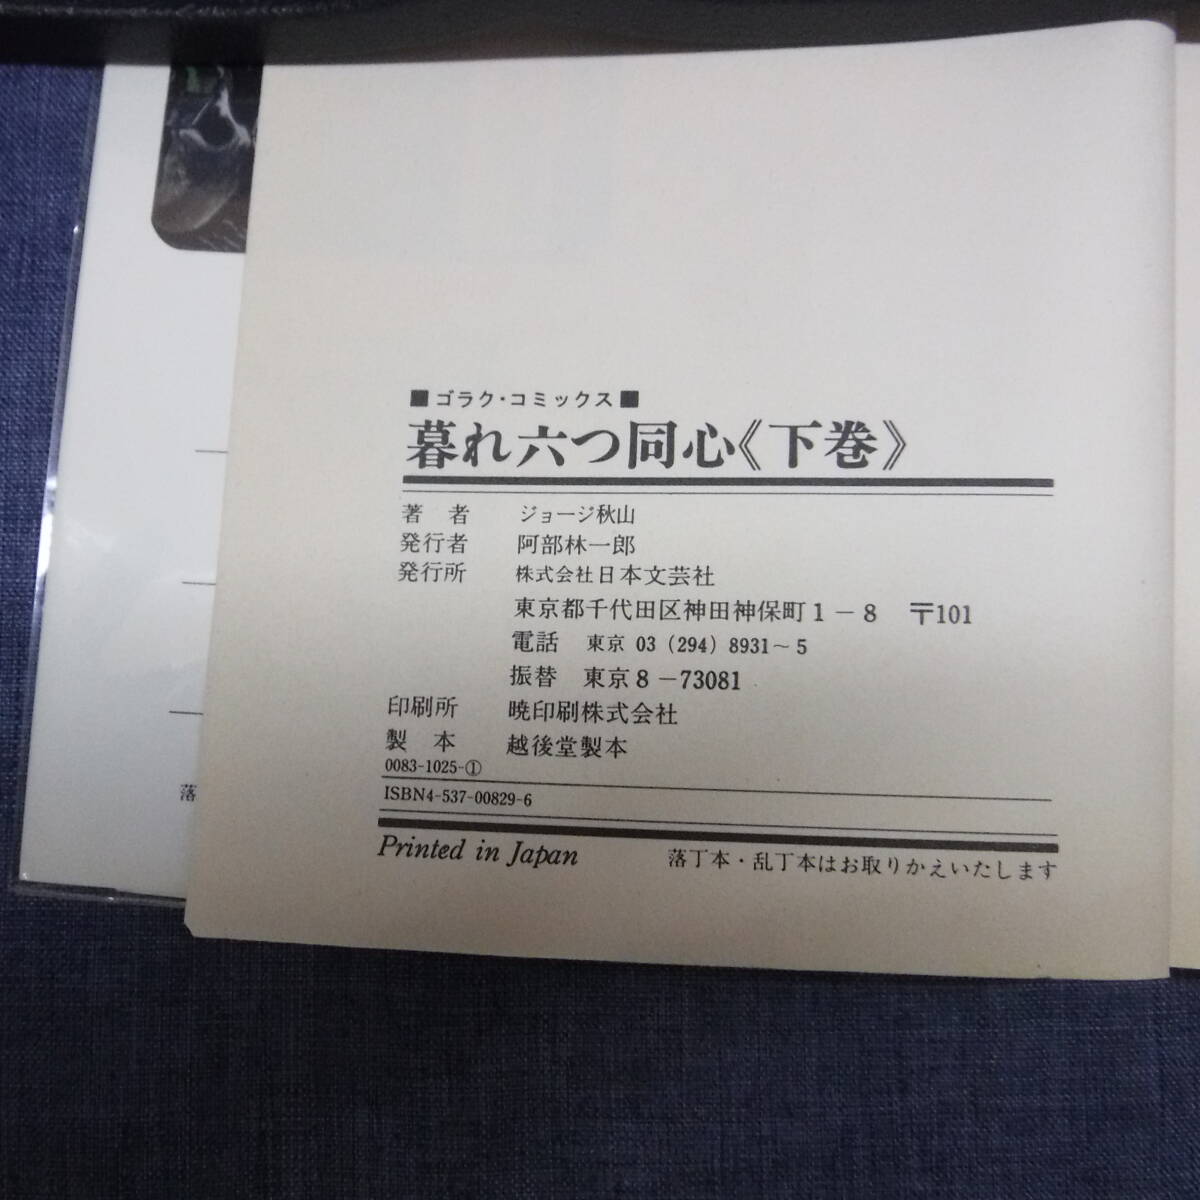 ■ゴラク・コミックス■
暮れ六つ同心《下巻》
著 者 ジョージ秋山
発行者 阿部林一郎
発行所 株式会社日本文芸社
東京都千代田区神田神保町1－8 〒101
電話 東京 03 (294) 8931～5
振替 東京8－73081
印刷所 暁印刷株式会社
製 本 越後堂製本
0083-1025-①
ISBN4-537-00829-6
Printed in Japan 落丁本・乱丁本はお取りかえいたします
落